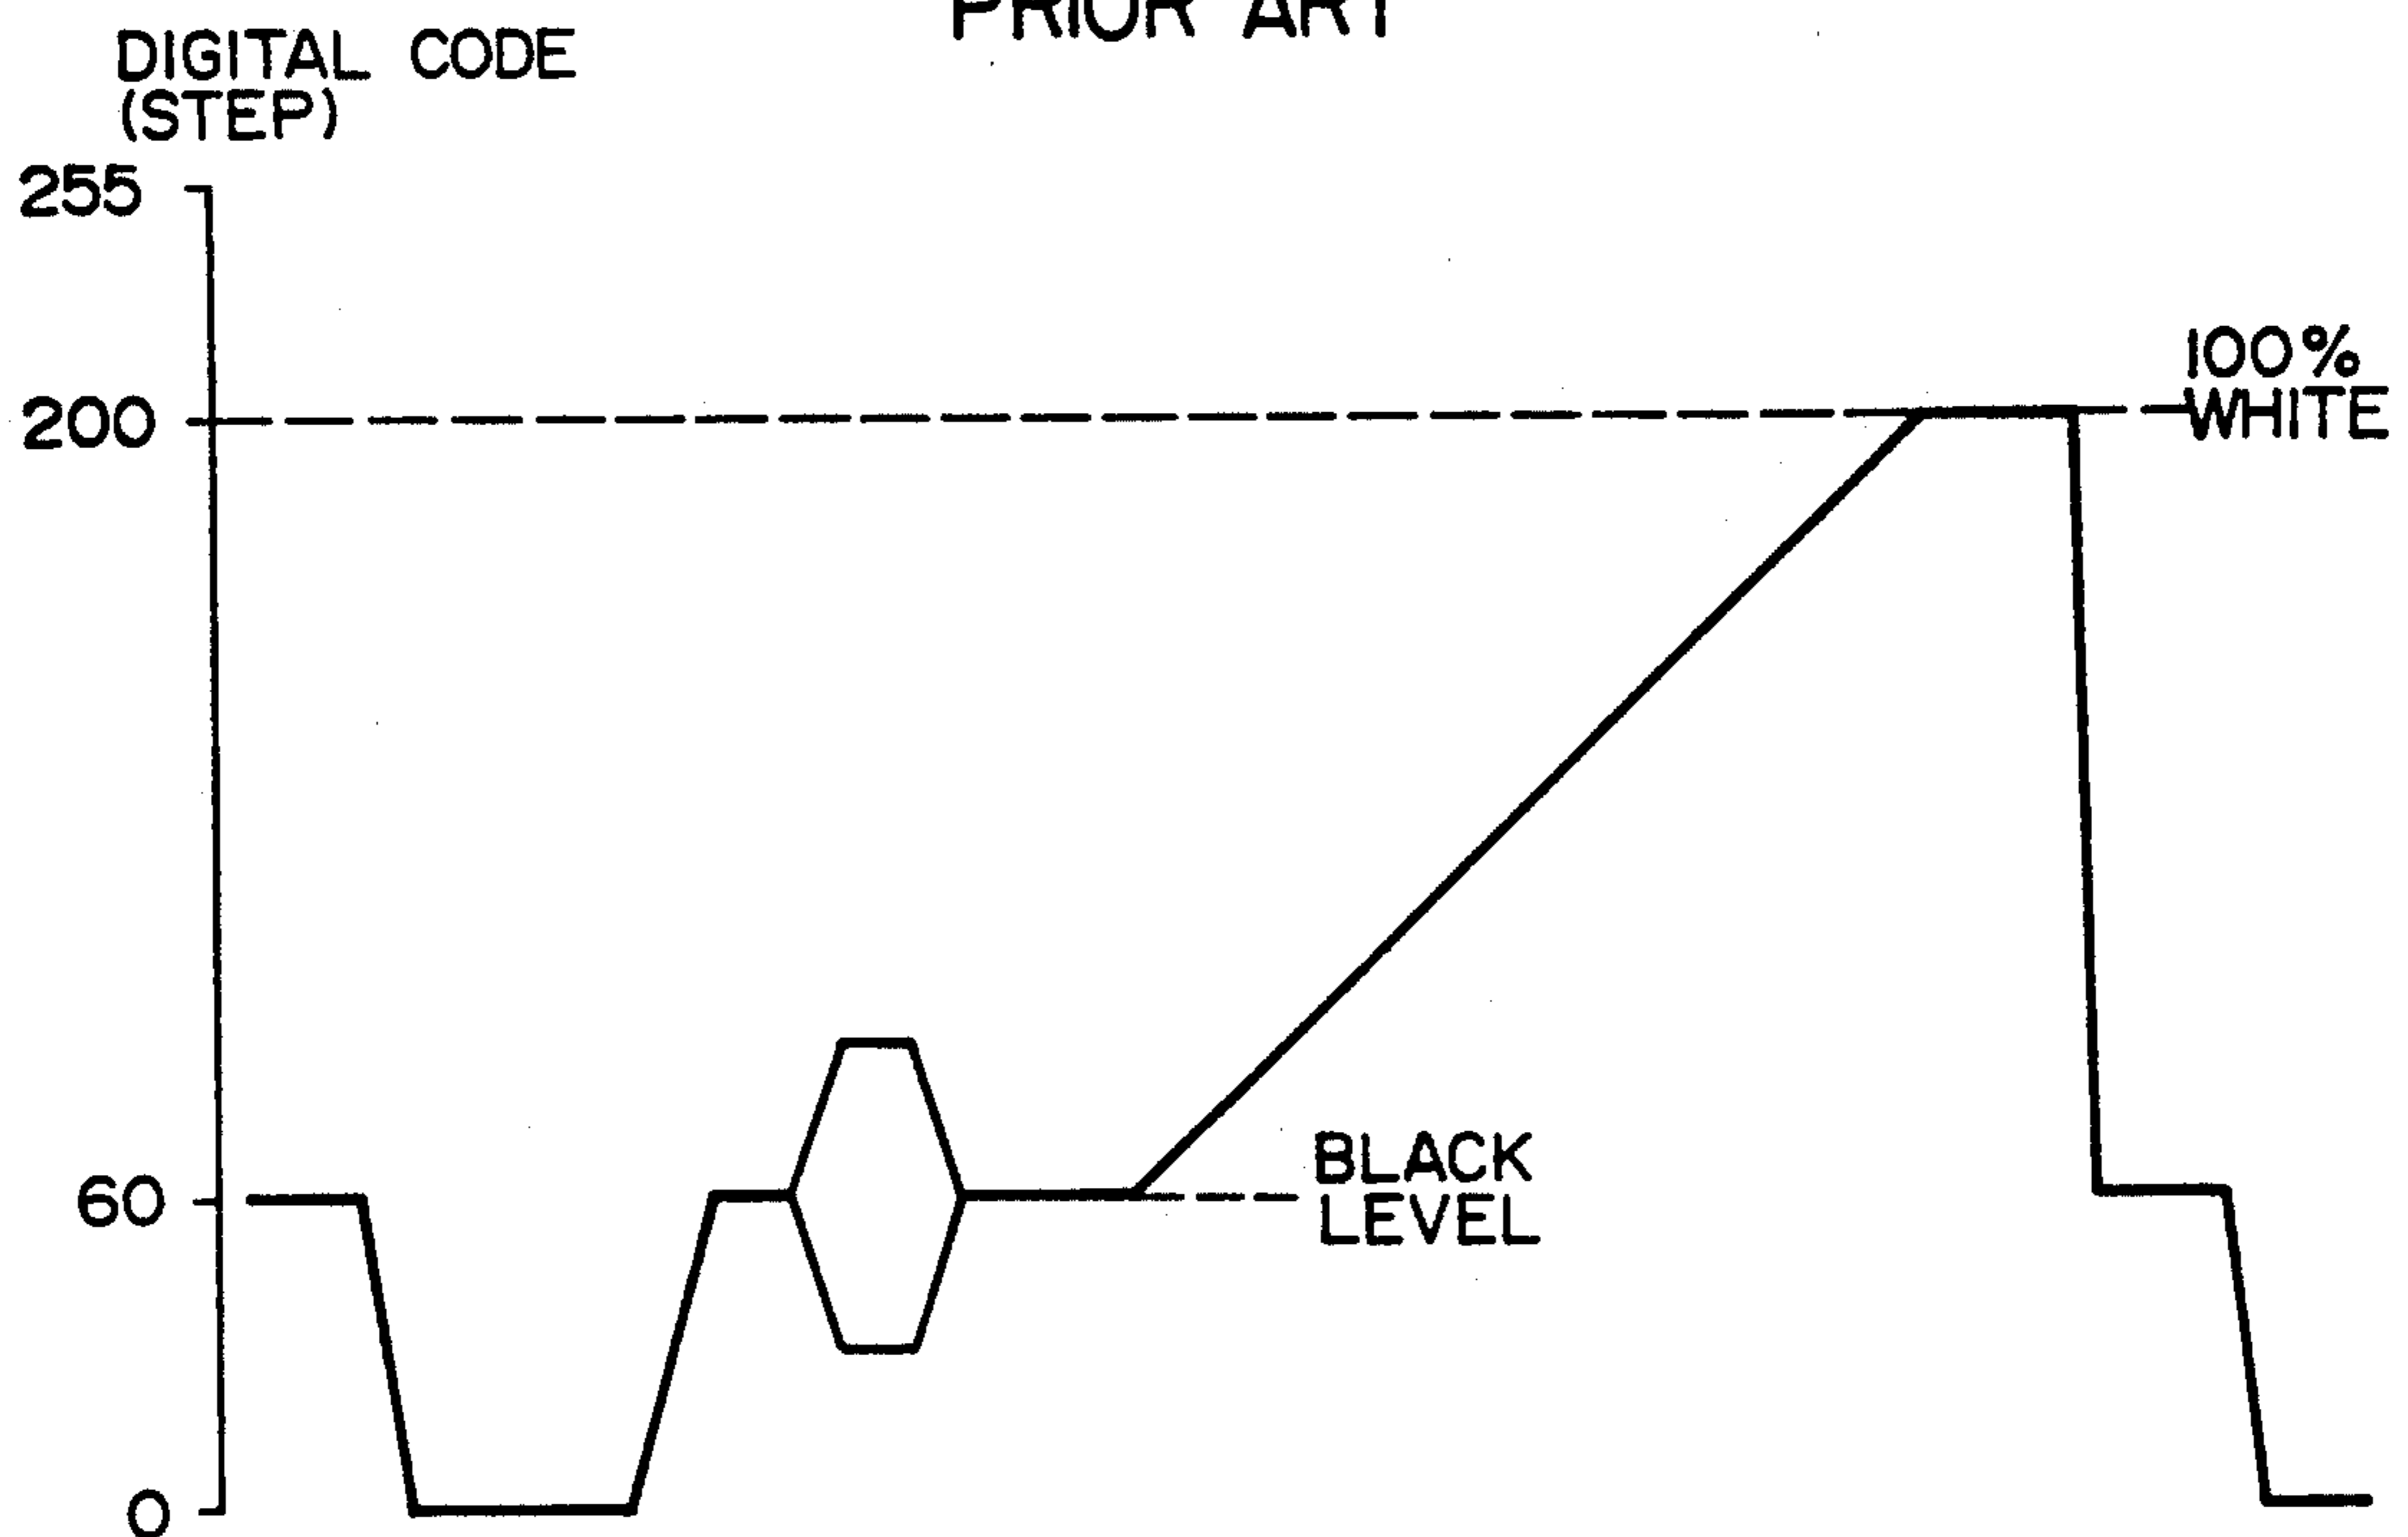 PRIOR ART
DIGITAL CODE
(STEP)
255
200
100%
WHITE
60
BLACK
LEVEL
0